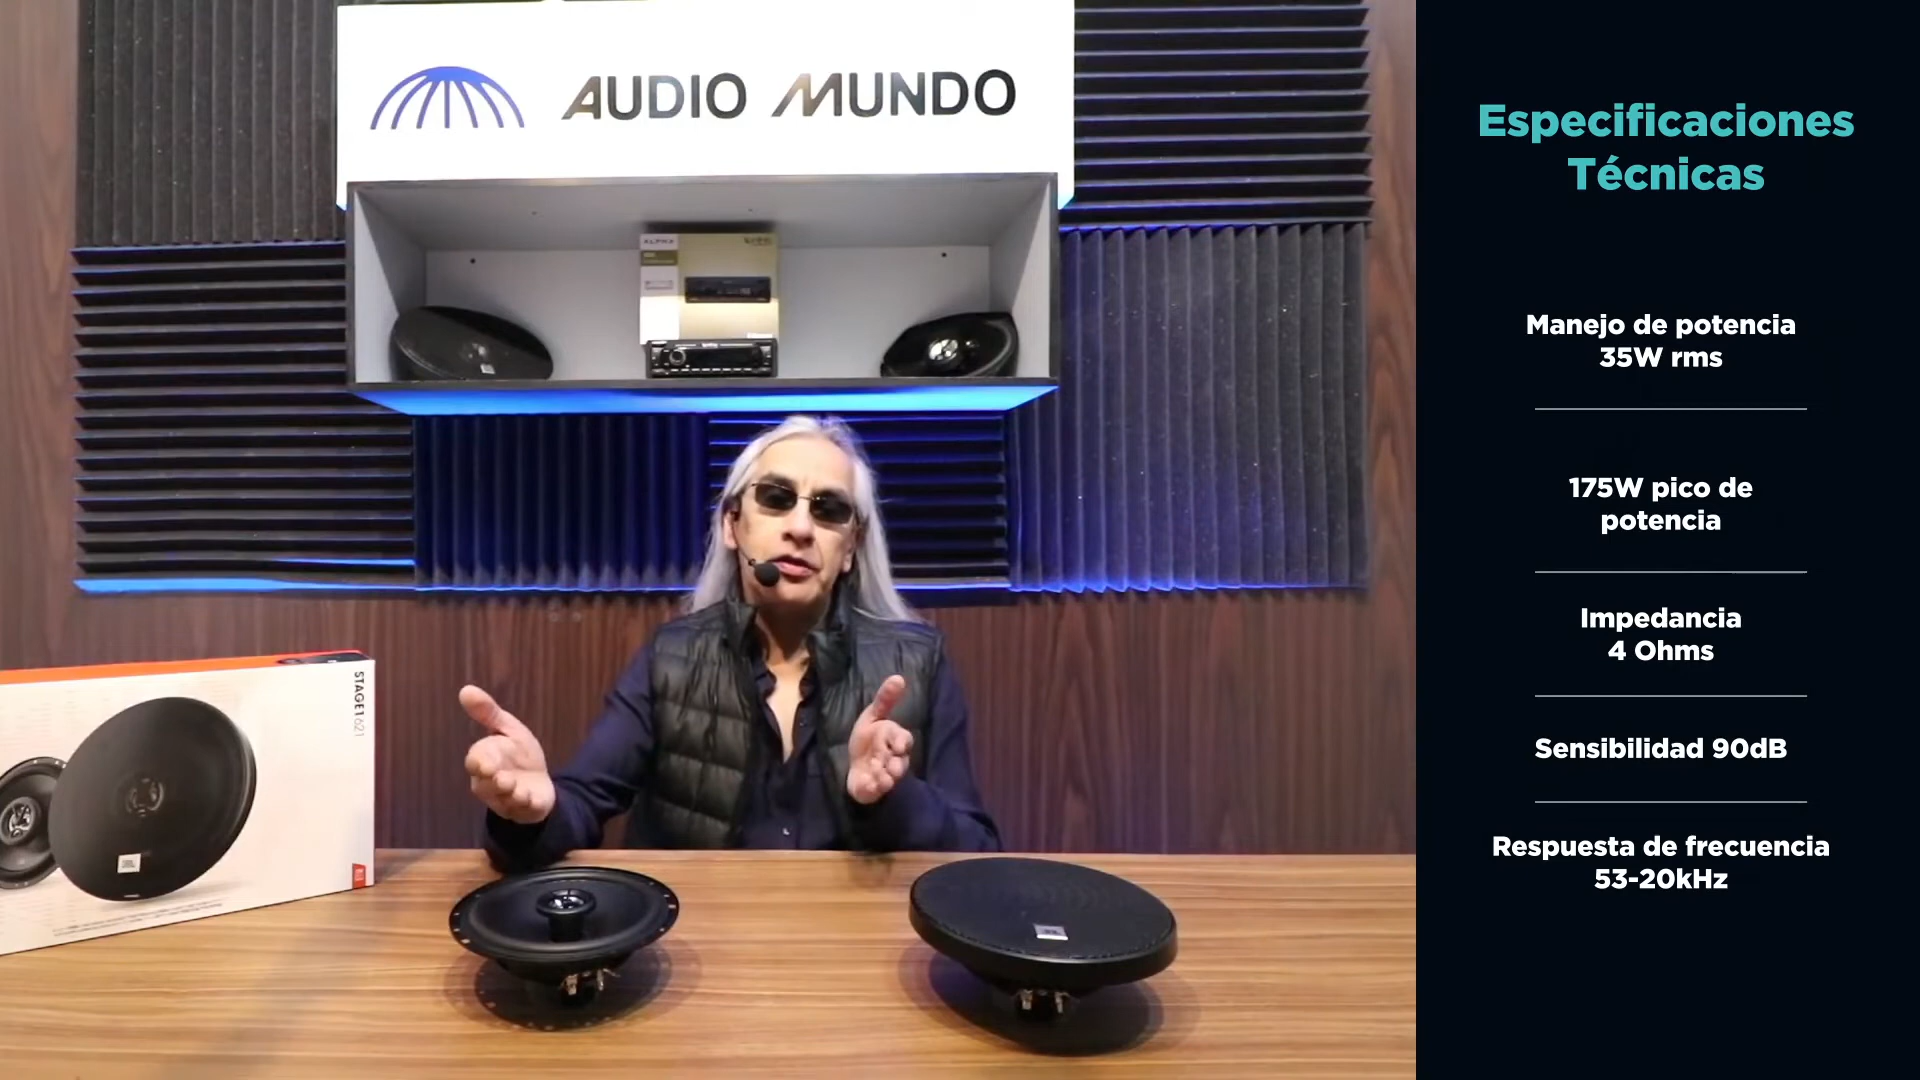 AUDIO MUNDO
STAGE1 621
Especificaciones
Técnicas
Manejo de potencia
35W rms
175W pico de
potencia
Impedancia
4 Ohms
Sensibilidad 90dB
Respuesta de frecuencia
53-20kHz